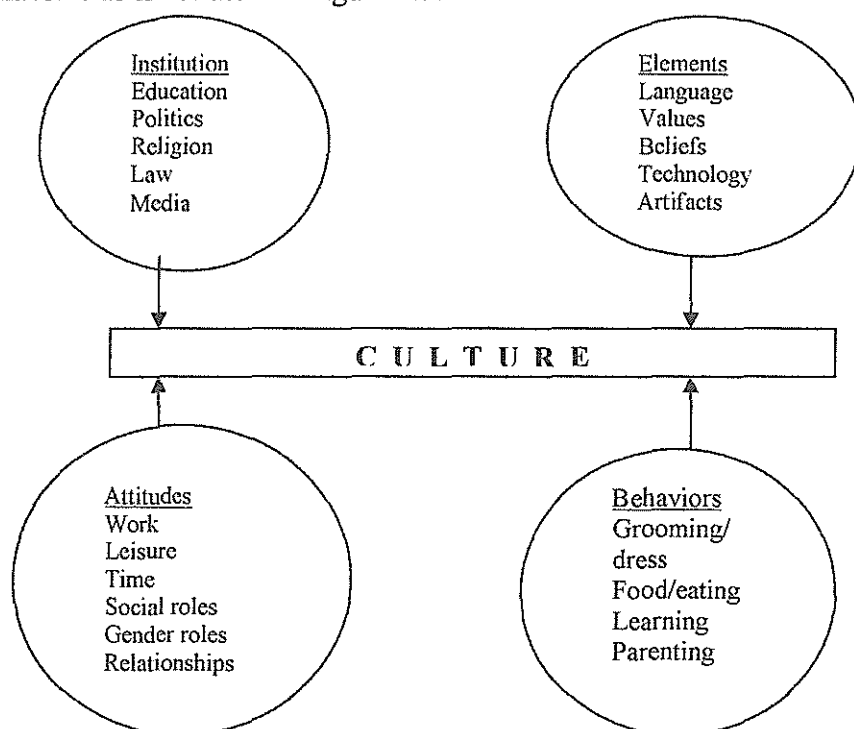 Institution
Education
Politics
Religion
Law
Media
Elements
Language
Values
Beliefs
Technology
Artifacts
CULTURE
Attitudes
Work
Leisure
Time
Social roles
Gender roles
Relationships
Behaviors
Grooming/
dress
Food/eating
Learning
Parenting